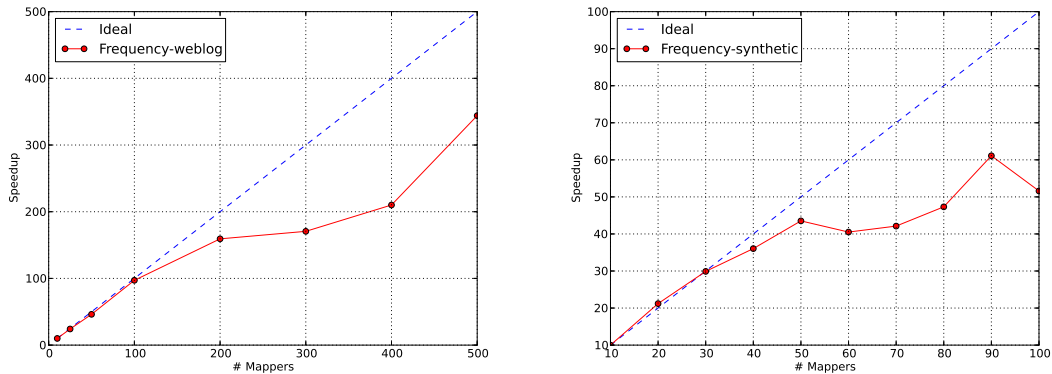 500
400
300
200
100
0
Speedup
Ideal
Frequency-weblog
0 100 200 300 400 500
# Mappers
100
90
80
70
60
50
40
30
20
10
Speedup
Ideal
Frequency-synthetic
10 20 30 40 50 60 70 80 90 100
# Mappers